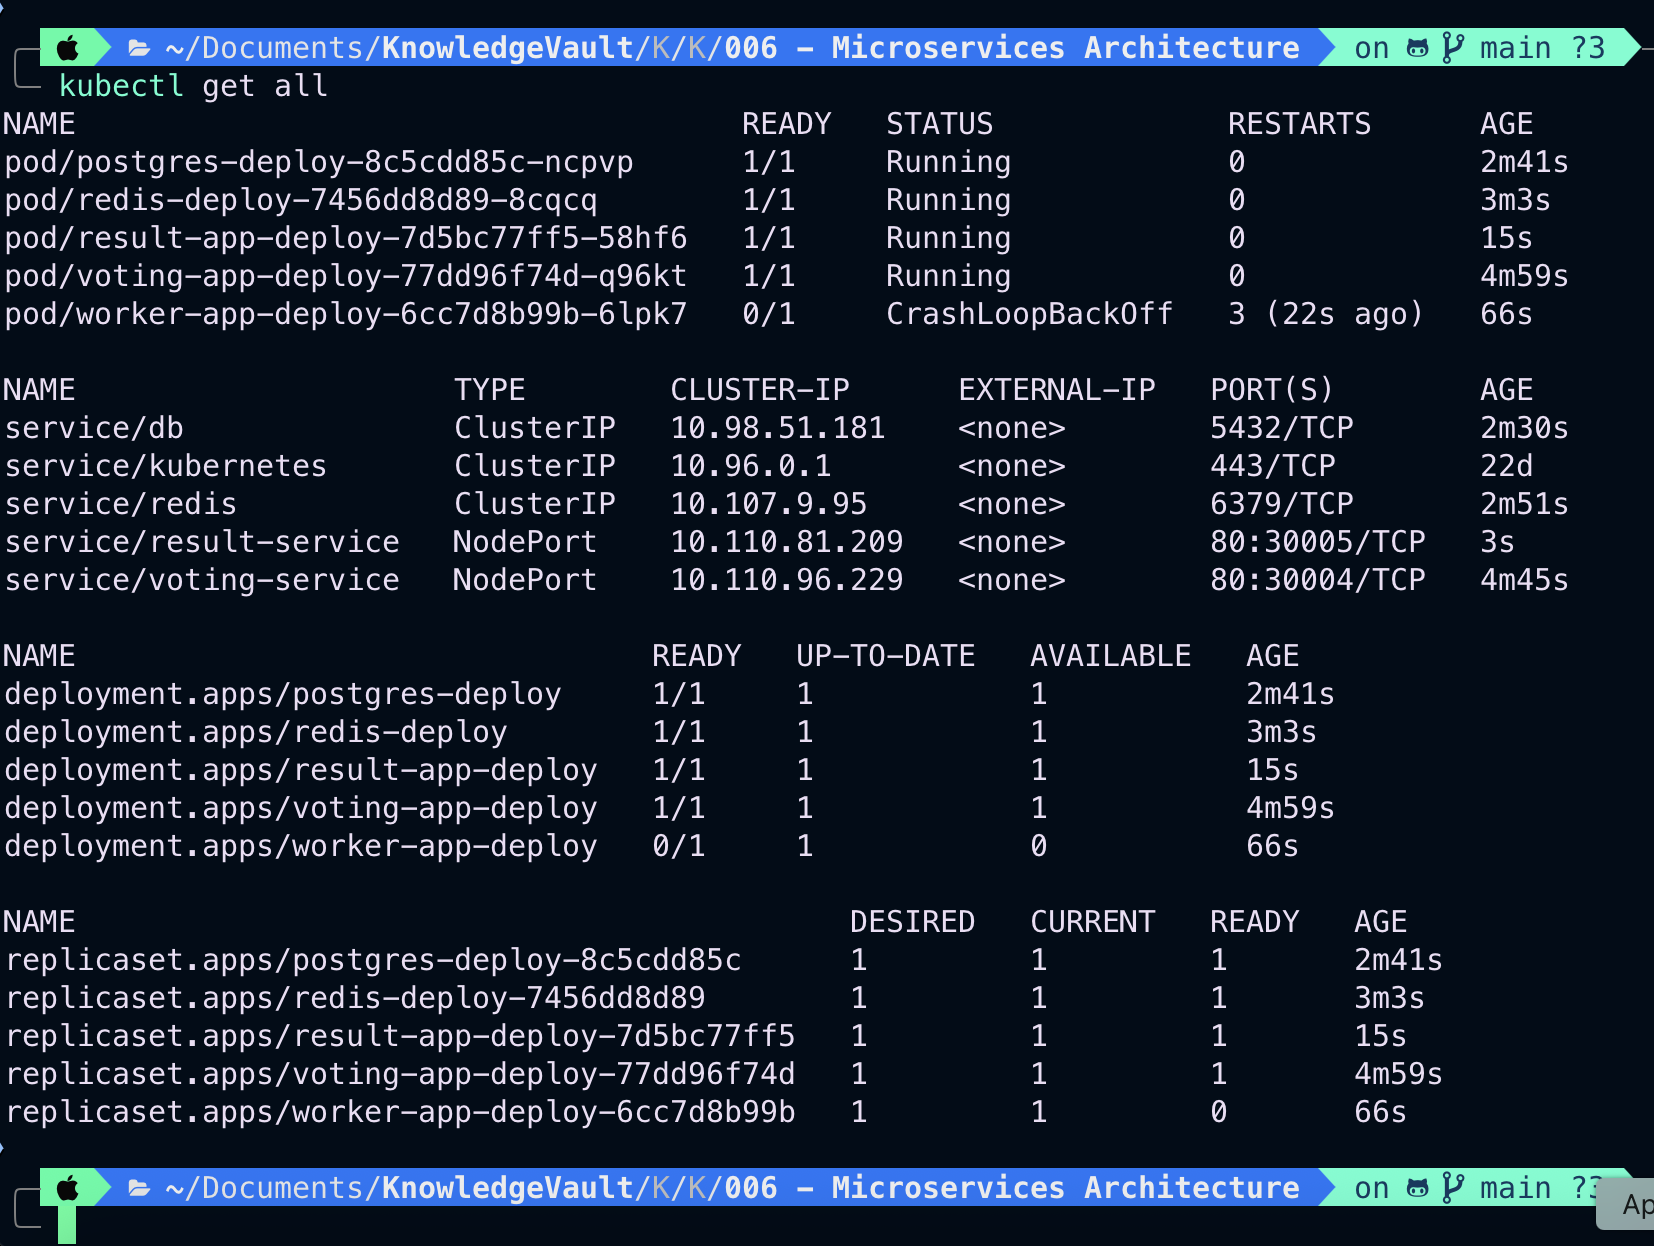 ~/Documents/KnowledgeVault/K/K/006 - Microservices Architecture on main ?3
kubectl get all
NAME READY STATUS RESTARTS AGE
pod/postgres-deploy-8c5cdd85c-ncpvp 1/1 Running 0 2m41s
pod/redis-deploy-7456dd8d89-8cqcq 1/1 Running 0 3m3s
pod/result-app-deploy-7d5bc77ff5-58hf6 1/1 Running 0 15s
pod/voting-app-deploy-77dd96f74d-q96kt 1/1 Running 0 4m59s
pod/worker-app-deploy-6cc7d8b99b-6lpk7 0/1 CrashLoopBackOff 3 (22s ago) 66s
NAME TYPE CLUSTER-IP EXTERNAL-IP PORT(S) AGE
service/db ClusterIP 10.98.51.181 <none> 5432/TCP 2m30s
service/kubernetes ClusterIP 10.96.0.1 <none> 443/TCP 22d
service/redis ClusterIP 10.107.9.95 <none> 6379/TCP 2m51s
service/result-service NodePort 10.110.81.209 <none> 80:30005/TCP 3s
service/voting-service NodePort 10.110.96.229 <none> 80:30004/TCP 4m45s
NAME READY UP-TO-DATE AVAILABLE AGE
deployment.apps/postgres-deploy 1/1 1 1 2m41s
deployment.apps/redis-deploy 1/1 1 1 3m3s
deployment.apps/result-app-deploy 1/1 1 1 15s
deployment.apps/voting-app-deploy 1/1 1 1 4m59s
deployment.apps/worker-app-deploy 0/1 1 0 66s
NAME DESIRED CURRENT READY AGE
replicaset.apps/postgres-deploy-8c5cdd85c 1 1 1 2m41s
replicaset.apps/redis-deploy-7456dd8d89 1 1 1 3m3s
replicaset.apps/result-app-deploy-7d5bc77ff5 1 1 1 15s
replicaset.apps/voting-app-deploy-77dd96f74d 1 1 1 4m59s
replicaset.apps/worker-app-deploy-6cc7d8b99b 1 1 0 66s
~/Documents/KnowledgeVault/K/K/006 - Microservices Architecture on main ?3